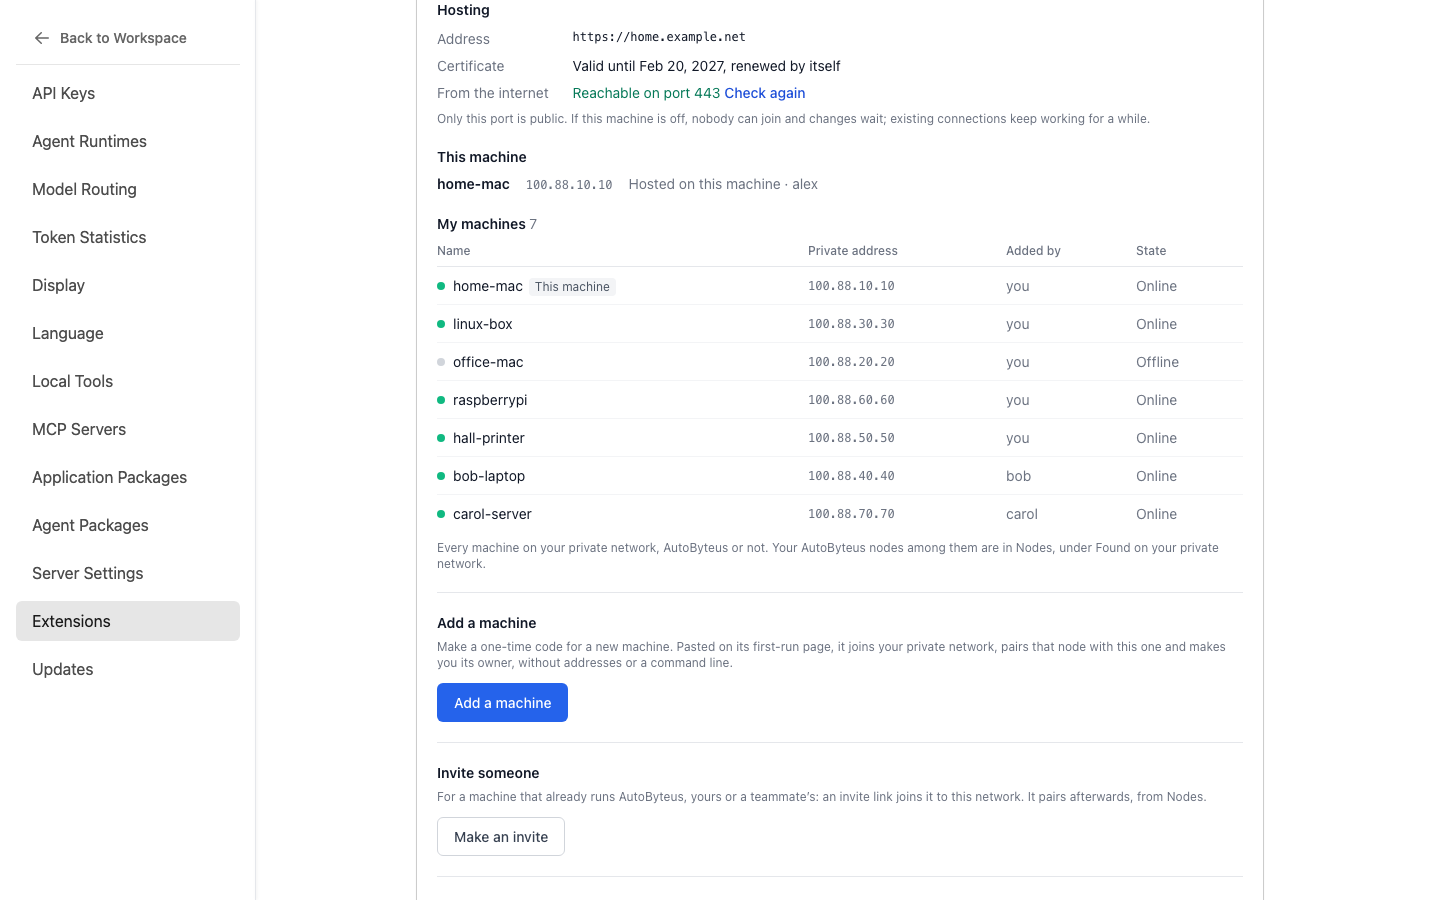 Back to Workspace
API Keys
Agent Runtimes
Model Routing
Token Statistics
Display
Language
Local Tools
MCP Servers
Application Packages
Agent Packages
Server Settings
Extensions
Updates
Hosting
Address https://home.example.net
Certificate Valid until Feb 20, 2027, renewed by itself
From the internet Reachable on port 443 Check again
Only this port is public. If this machine is off, nobody can join and changes wait; existing connections keep working for a while.
This machine
home-mac 100.88.10.10 Hosted on this machine · alex
My machines 7
Name Private address Added by State
home-mac This machine 100.88.10.10 you Online
linux-box 100.88.30.30 you Online
office-mac 100.88.20.20 you Offline
raspberrypi 100.88.60.60 you Online
hall-printer 100.88.50.50 you Online
bob-laptop 100.88.40.40 bob Online
carol-server 100.88.70.70 carol Online
Every machine on your private network, AutoByteus or not. Your AutoByteus nodes among them are in Nodes, under Found on your private
network.
Add a machine
Make a one-time code for a new machine. Pasted on its first-run page, it joins your private network, pairs that node with this one and makes
you its owner, without addresses or a command line.
Add a machine
Invite someone
For a machine that already runs AutoByteus, yours or a teammate's: an invite link joins it to this network. It pairs afterwards, from Nodes.
Make an invite